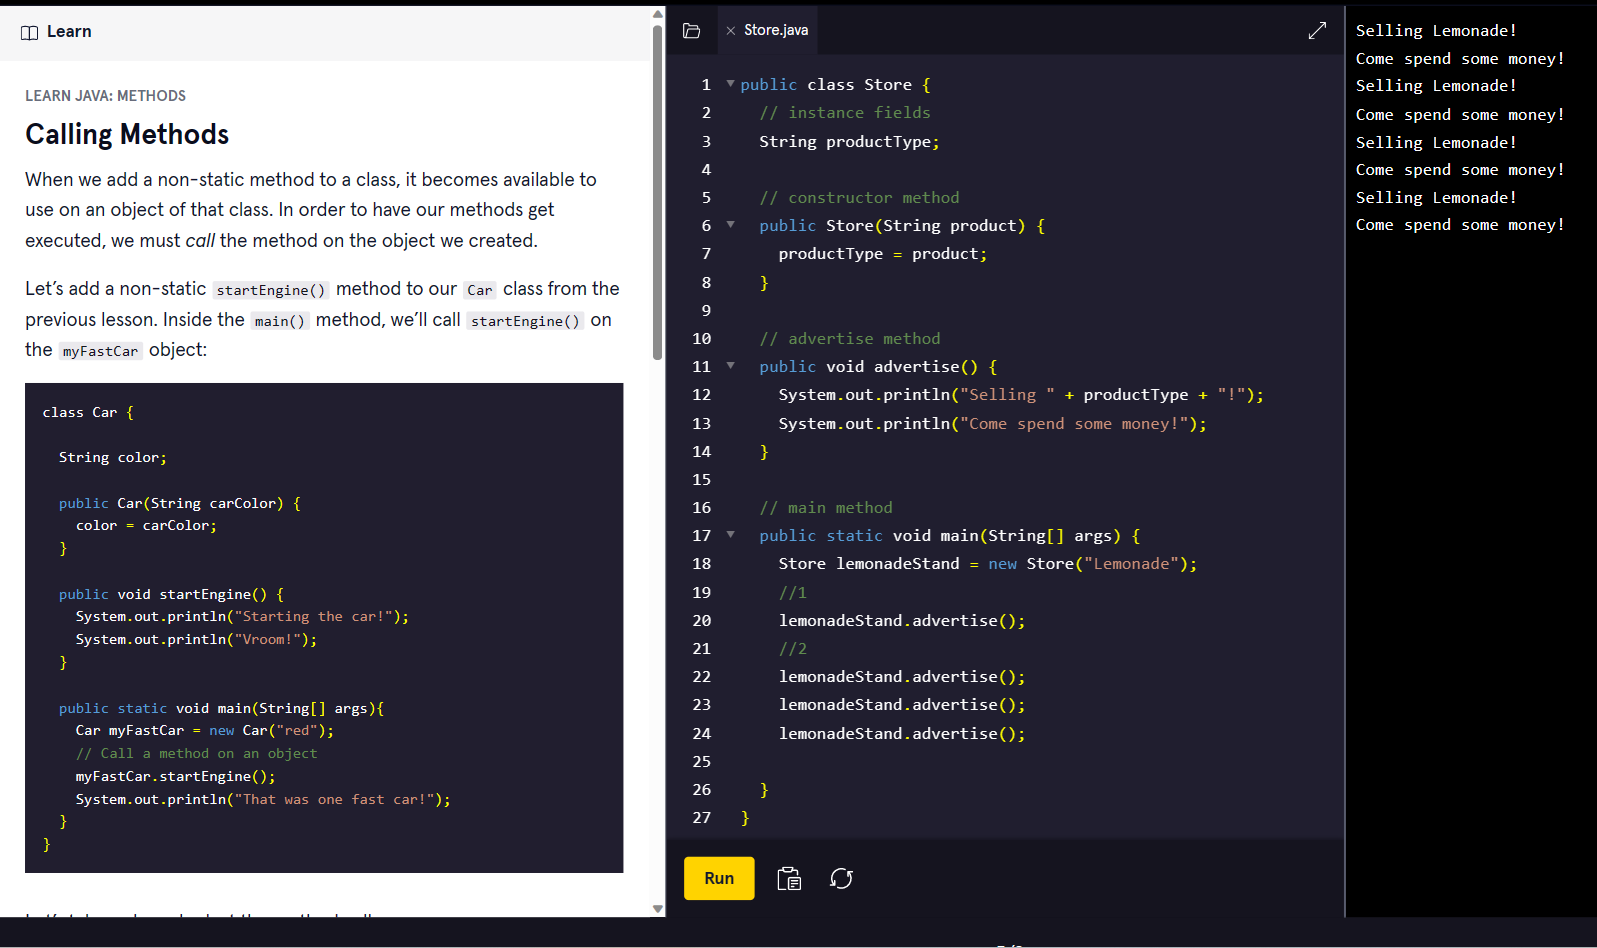 Learn
LEARN JAVA: METHODS
Calling Methods
When we add a non-static method to a class, it becomes available to
use on an object of that class. In order to have our methods get
executed, we must call the method on the object we created.
Let's add a non-static startEngine() method to our Car class from the
previous lesson. Inside the main() method, we'll call startEngine() on
the myFastCar object:
class Car {
String color;
public Car(String carColor) {
color = carColor;
}
public void startEngine() {
System.out.println("Starting the car!");
System.out.println("Vroom!");
}
public static void main(String[] args){
Car myFastCar = new Car("red");
// Call a method on an object
myFastCar.startEngine();
System.out.println("That was one fast car!");
}
}
Store.java
1 public class Store {
2 // instance fields
3 String productType;
4
5 // constructor method
6 public Store(String product) {
7 productType = product;
8 }
9
10 // advertise method
11 public void advertise() {
12 System.out.println("Selling " + productType + "!");
13 System.out.println("Come spend some money!");
14 }
15
16 // main method
17 public static void main(String[] args) {
18 Store lemonadeStand = new Store("Lemonade");
19 //1
20 lemonadeStand.advertise();
21 //2
22 lemonadeStand.advertise();
23 lemonadeStand.advertise();
24 lemonadeStand.advertise();
25
26 }
27 }
Run
Selling Lemonade!
Come spend some money!
Selling Lemonade!
Come spend some money!
Selling Lemonade!
Come spend some money!
Selling Lemonade!
Come spend some money!